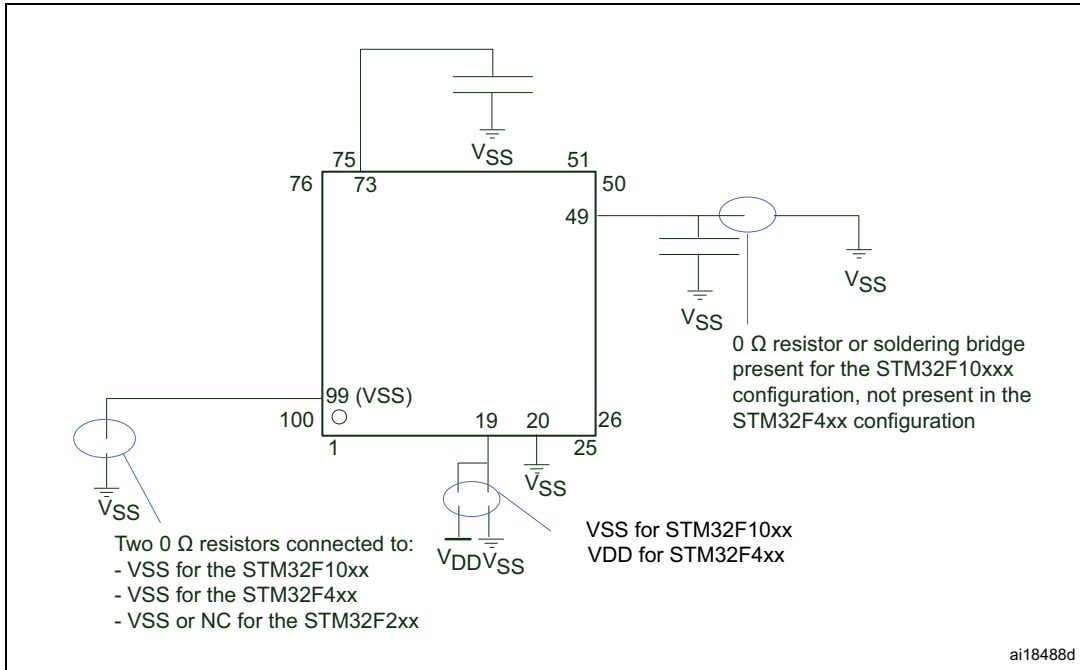 VSS
75
51
76
73
50
49
VSS
VSS
0 Ω resistor or soldering bridge
present for the STM32F10xxx
configuration, not present in the
STM32F4xx configuration
99 (VSS)
100
19
20
26
1
25
VSS
VSS
VDD
VSS
VSS for STM32F10xx
VDD for STM32F4xx
Two 0 Ω resistors connected to:
- VSS for the STM32F10xx
- VSS for the STM32F4xx
- VSS or NC for the STM32F2xx
ai18488d